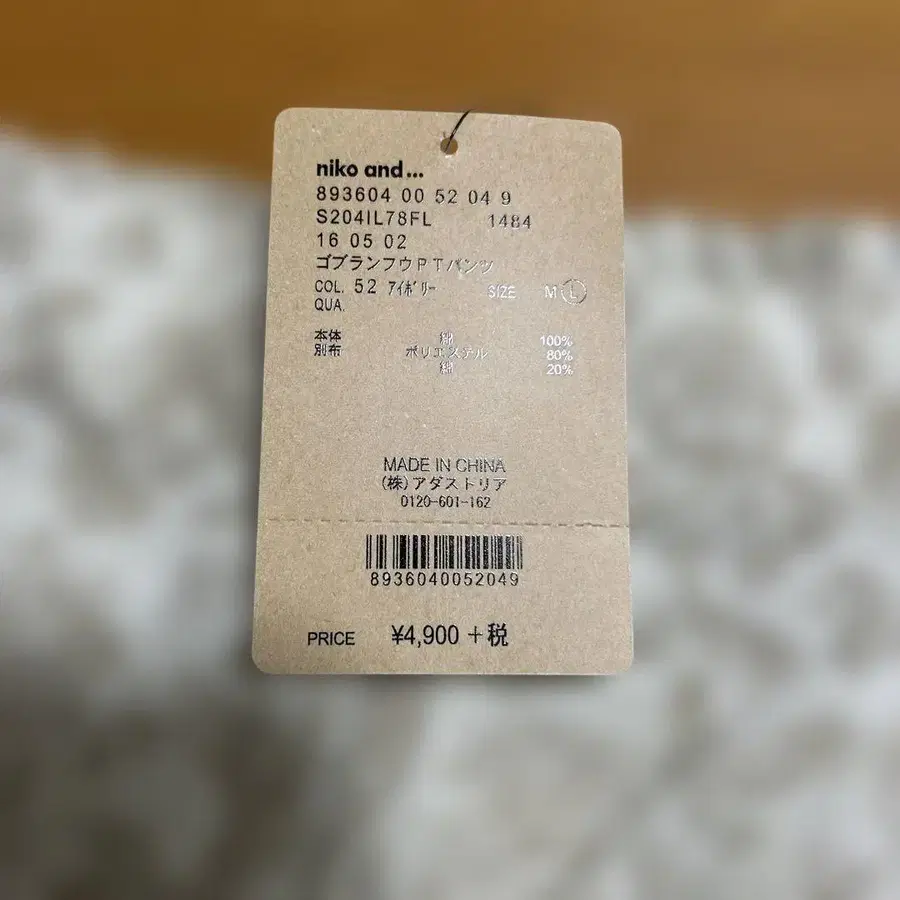 niko and...
893604 00 52 04 9
S204IL78FL 1484
16 05 02
ゴブランフウPTパンツ
COL. 52 アイボリー SIZE M L
QUA.
本体 綿 100%
別布 ポリエステル 80%
綿 20%
MADE IN CHINA
(株)アダストリア
0120-601-162
8936040052049
PRICE ¥4,900 +税